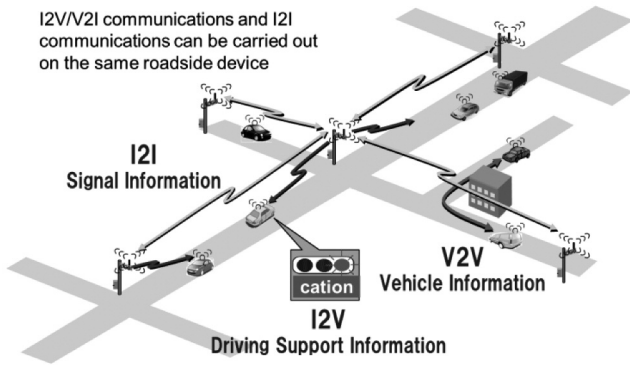 I2V/V2I communications and I2I
communications can be carried out
on the same roadside device
I2I
Signal Information
cation
V2V
Vehicle Information
I2V
Driving Support Information